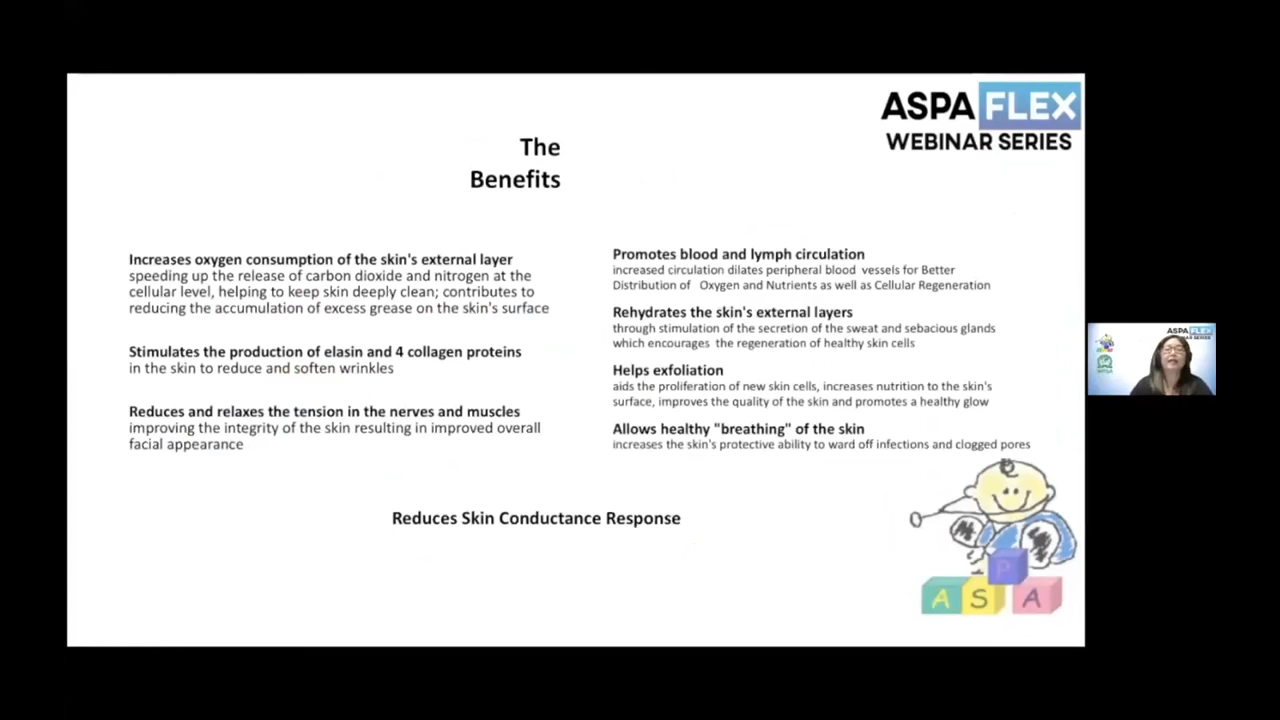 ASPA FLEX
WEBINAR SERIES
The
Benefits
Increases oxygen consumption of the skin's external layer
speeding up the release of carbon dioxide and nitrogen at the
cellular level, helping to keep skin deeply clean; contributes to
reducing the accumulation of excess grease on the skin's surface
Stimulates the production of elasin and 4 collagen proteins
in the skin to reduce and soften wrinkles
Reduces and relaxes the tension in the nerves and muscles
improving the integrity of the skin resulting in improved overall
facial appearance
Promotes blood and lymph circulation
increased circulation dilates peripheral blood vessels for Better
Distribution of Oxygen and Nutrients as well as Cellular Regeneration
Rehydrates the skin's external layers
through stimulation of the secretion of the sweat and sebacious glands
which encourages the regeneration of healthy skin cells
Helps exfoliation
aids the proliferation of new skin cells, increases nutrition to the skin's
surface, improves the quality of the skin and promotes a healthy glow
Allows healthy "breathing" of the skin
increases the skin's protective ability to ward off infections and clogged pores
Reduces Skin Conductance Response
P
A S A
ASPA FLEX